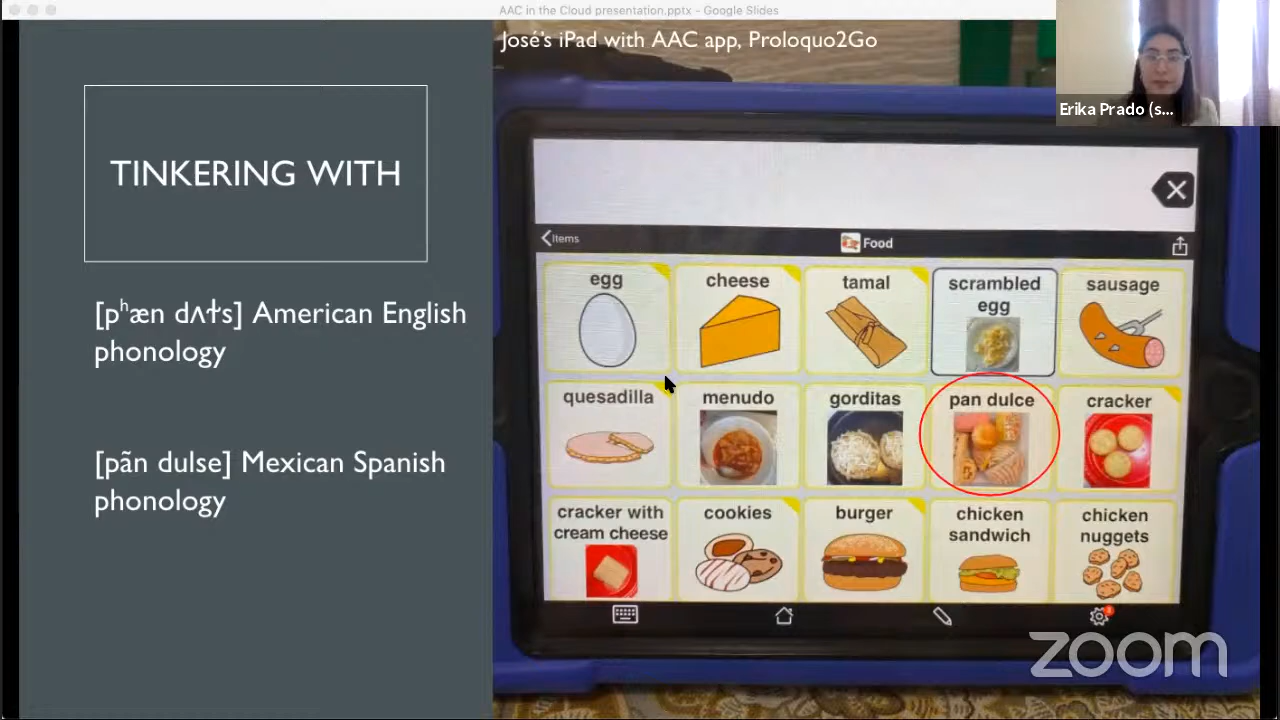 AAC in the Cloud presentation.pptx - Google Slides
José's iPad with AAC app, Proloquo2Go
Erika Prado (s...
TINKERING WITH
[pʰæn dʌɫs] American English
phonology
[pãn dulse] Mexican Spanish
phonology
Items
Food
egg
cheese
tamal
scrambled
egg
sausage
quesadilla
menudo
gorditas
pan dulce
cracker
cracker with
cream cheese
cookies
burger
chicken
sandwich
chicken
nuggets
zoom